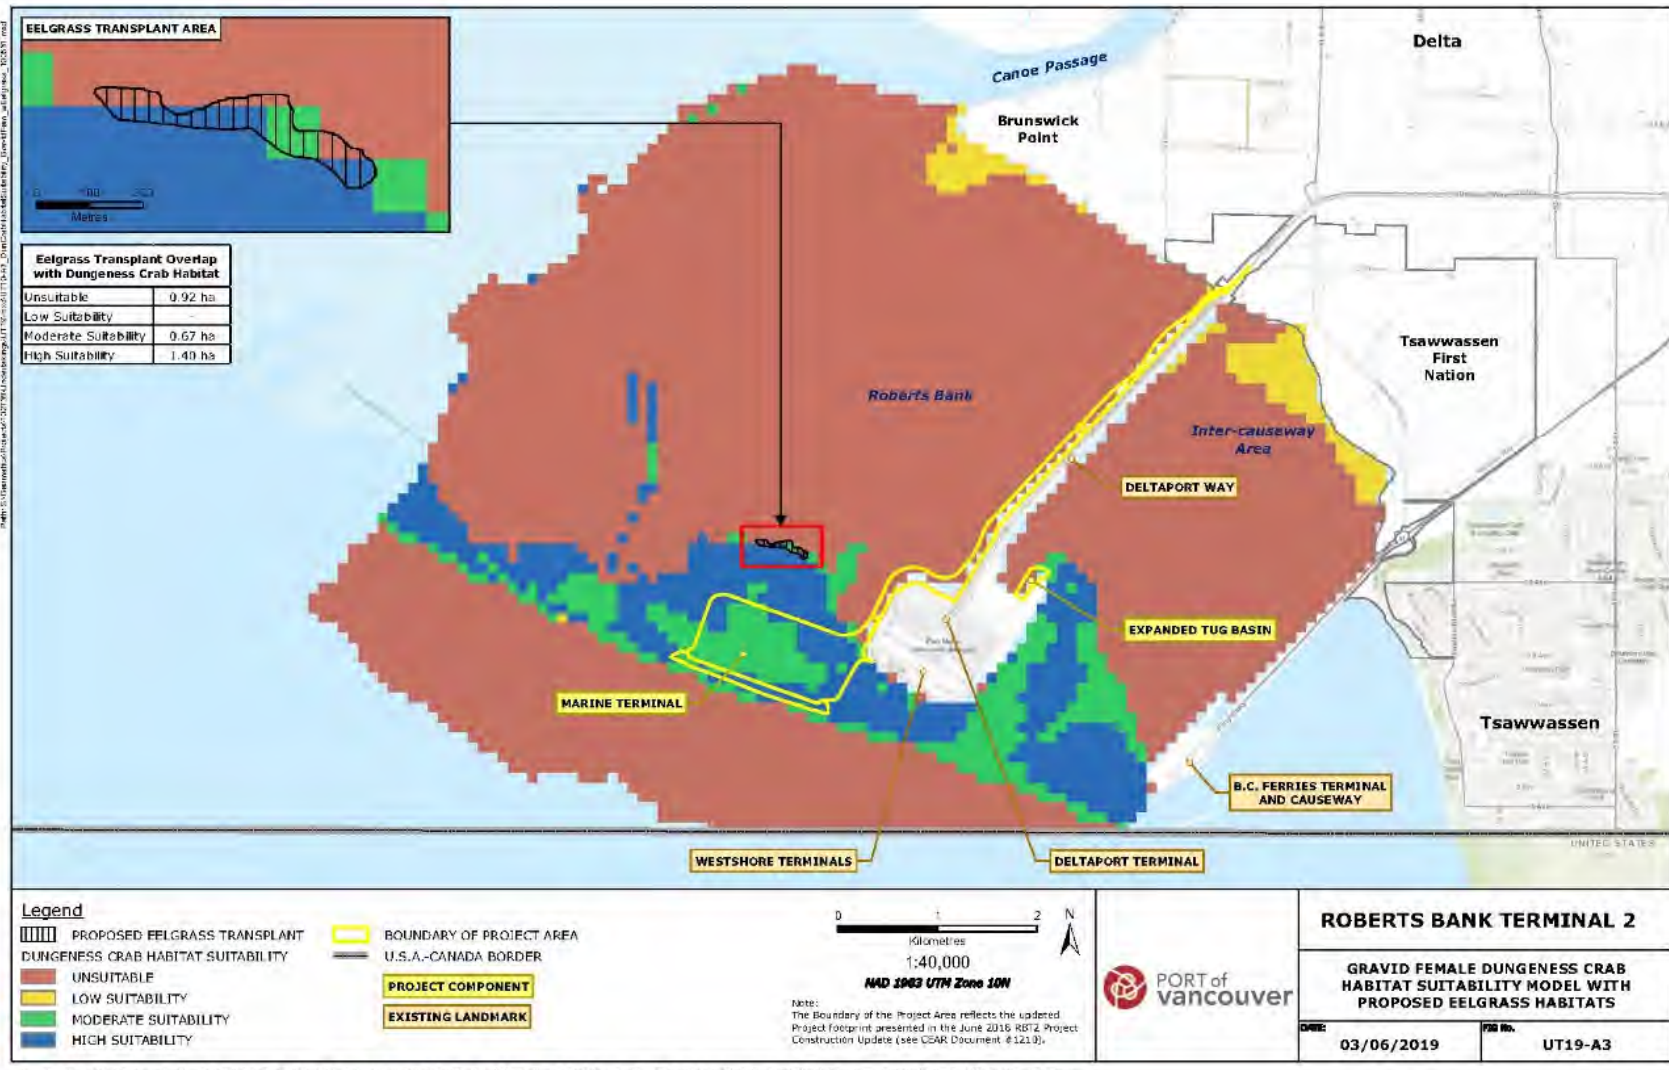 EELGRASS TRANSPLANT AREA
Metres
Eelgrass Transplant Overlap
with Dungeness Crab Habitat
Unsuitable 0.92 ha
Low Suitability -
Moderate Suitability 0.67 ha
High Suitability 1.40 ha
Canoe Passage
Delta
Brunswick
Point
Tsawwassen
First
Nation
Roberts Bank
Inter-causeway
Area
DELTAPORT WAY
EXPANDED TUG BASIN
MARINE TERMINAL
Tsawwassen
B.C. FERRIES TERMINAL
AND CAUSEWAY
WESTSHORE TERMINALS
DELTAPORT TERMINAL
UNITED STATES
Legend
PROPOSED EELGRASS TRANSPLANT
DUNGENESS CRAB HABITAT SUITABILITY
UNSUITABLE
LOW SUITABILITY
MODERATE SUITABILITY
HIGH SUITABILITY
BOUNDARY OF PROJECT AREA
U.S.A.-CANADA BORDER
PROJECT COMPONENT
EXISTING LANDMARK
0 1 2
Kilometres
1:40,000
NAD 1983 UTM Zone 10N
N
Note:
The Boundary of the Project Area reflects the updated
Project footprint presented in the June 2018 RBT2 Project
Construction Update (see CEAR Document #1210).
PORT of
vancouver
ROBERTS BANK TERMINAL 2
GRAVID FEMALE DUNGENESS CRAB
HABITAT SUITABILITY MODEL WITH
PROPOSED EELGRASS HABITATS
DATE:
03/06/2019
FIG No.
UT19-A3